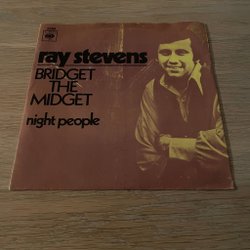 ray stevens
BRIDGET
THE
MIDGET
night people